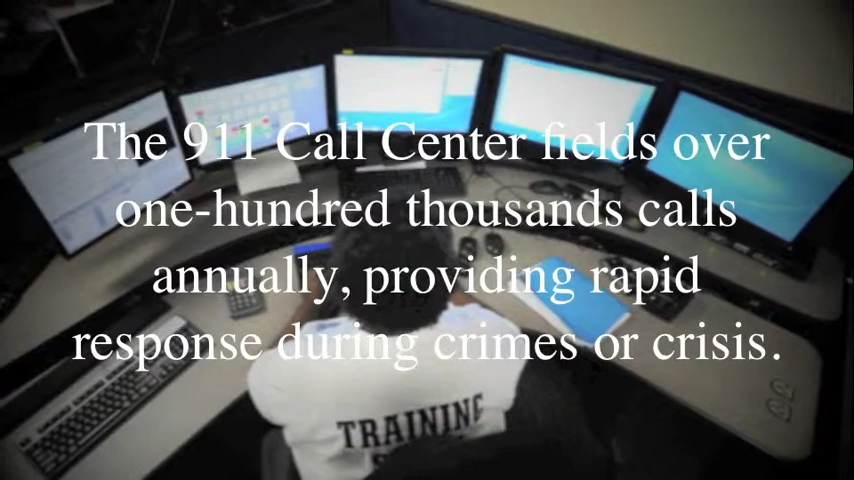 The 911 Call Center fields over
one-hundred thousands calls
annually, providing rapid
response during crimes or crisis.
TRAINING